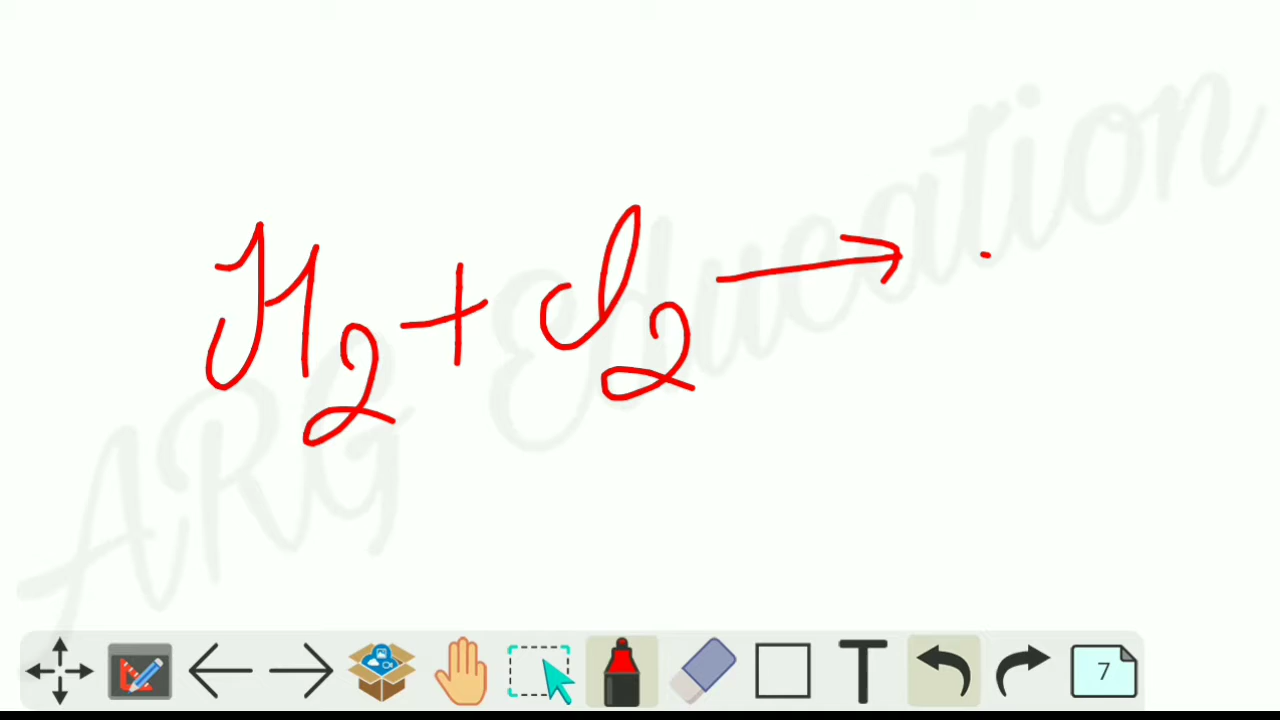 H₂ + Cl₂ →
ARG Education
7
T